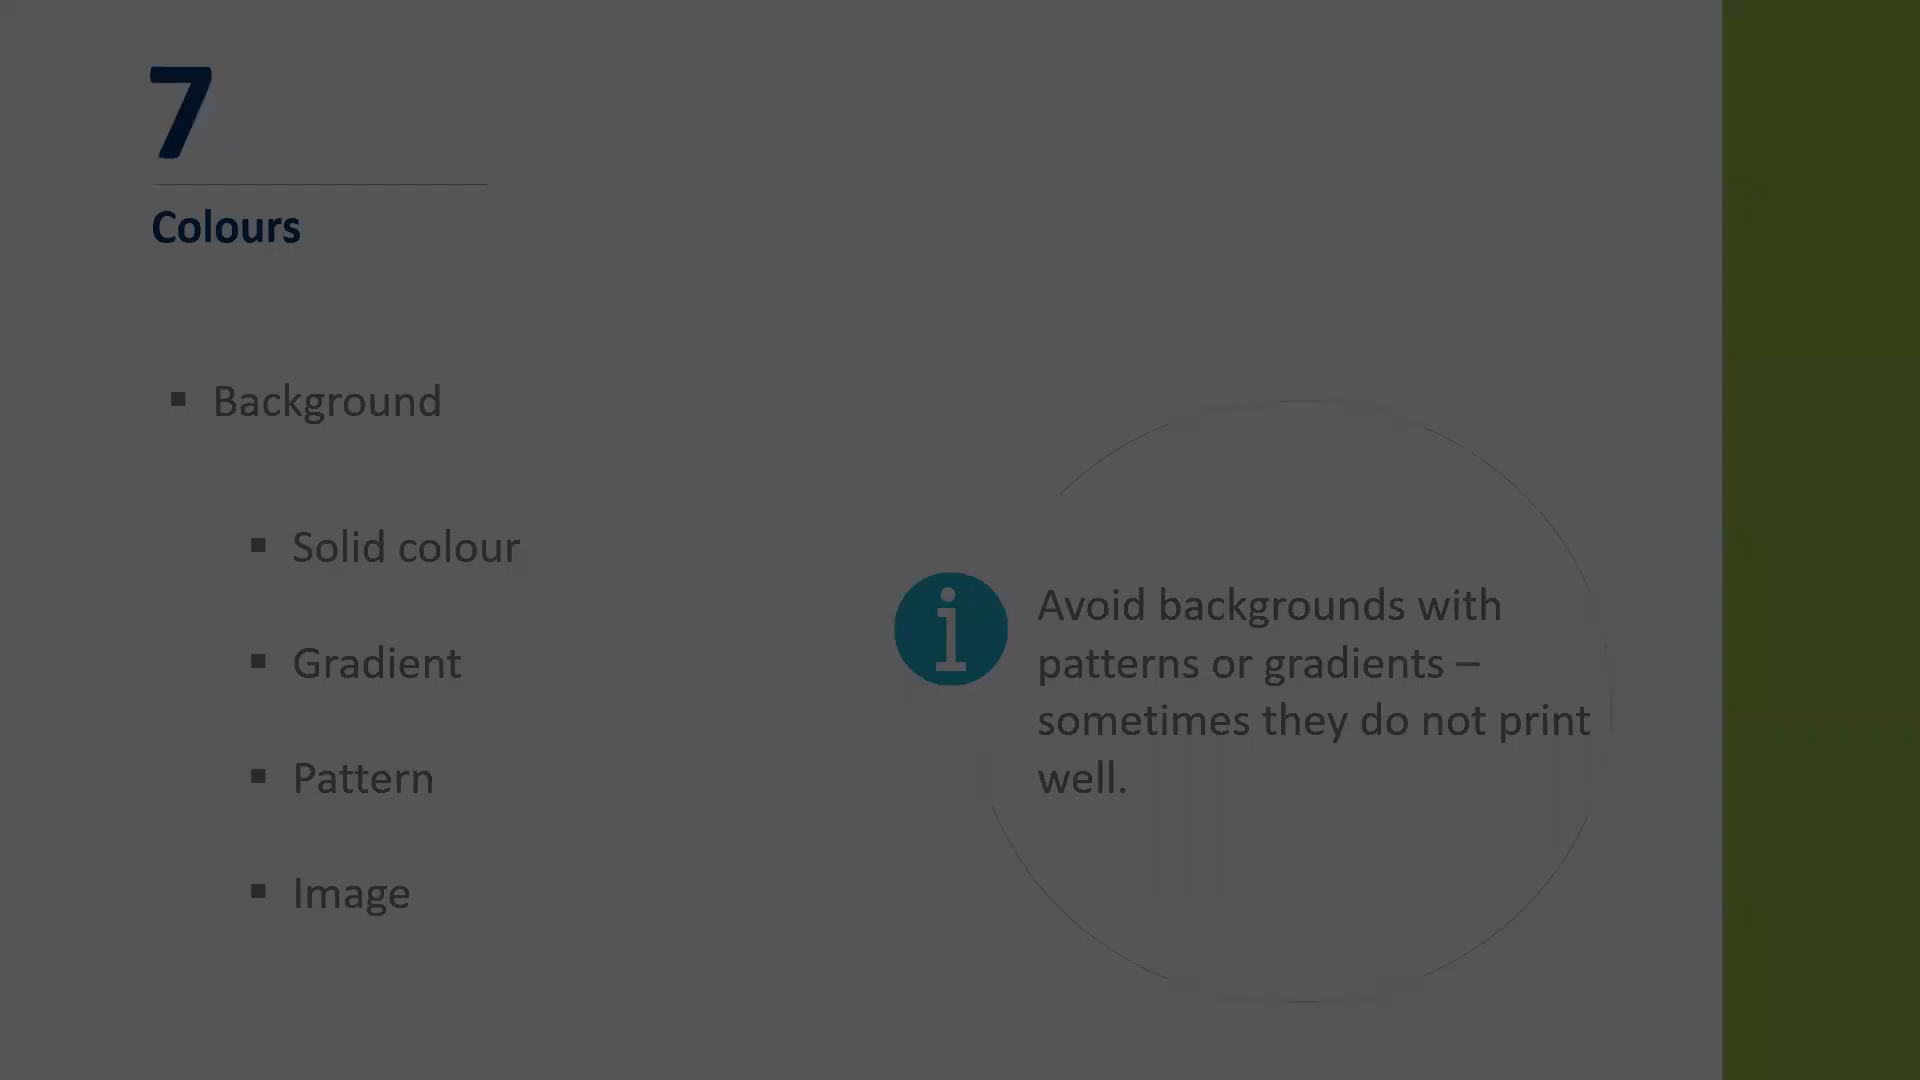 7
Colours
▪ Background
▪ Solid colour
▪ Gradient
▪ Pattern
▪ Image
i
Avoid backgrounds with
patterns or gradients –
sometimes they do not print
well.